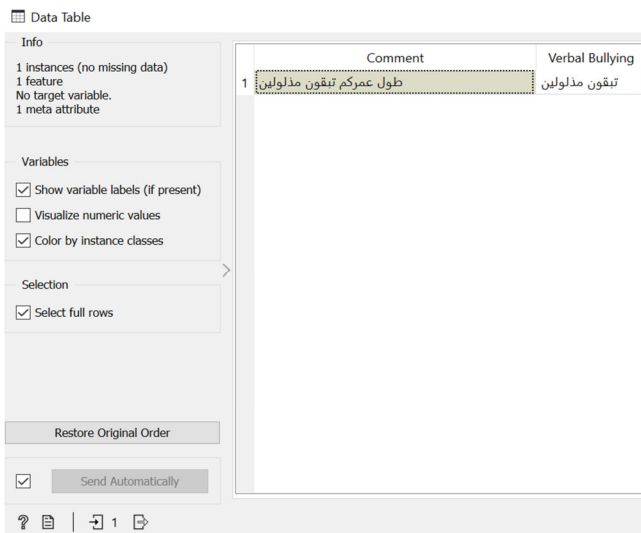 Data Table
Info
1 instances (no missing data)
1 feature
No target variable.
1 meta attribute
Variables
Show variable labels (if present)
Visualize numeric values
Color by instance classes
Selection
Select full rows
Restore Original Order
Send Automatically
? 1
Comment Verbal Bullying
1 طول عمركم تبقون مذلولين تبقون مذلولين